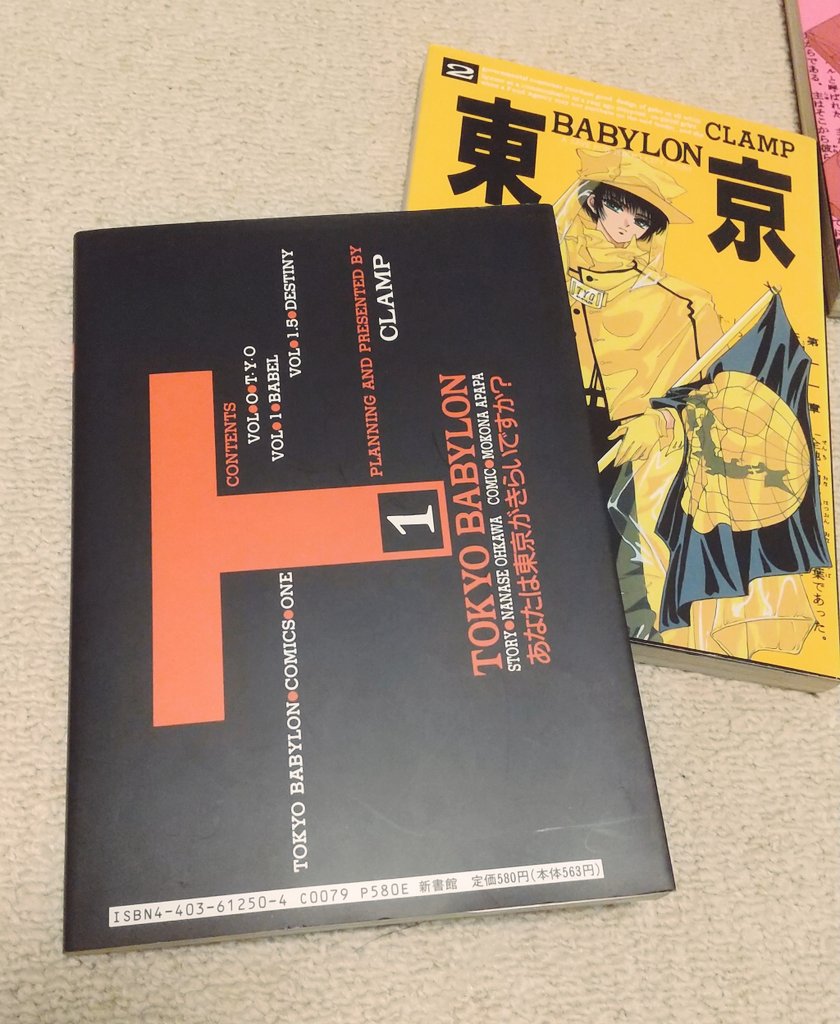 CONTENTS
VOL●0●T·Y·O
VOL●1●BABEL
VOL●1.5●DESTINY
PLANNING AND PRESENTED BY
CLAMP
1
TOKYO BABYLON●COMICS●ONE
TOKYO BABYLON
STORY●NANASE OHKAWA COMIC●MOKONA APAPA
あなたは東京がきらいですか?
ISBN4-403-61250-4 C0079 P580E 新書館 定価580円(本体563円)
2
東京
BABYLON
CLAMP